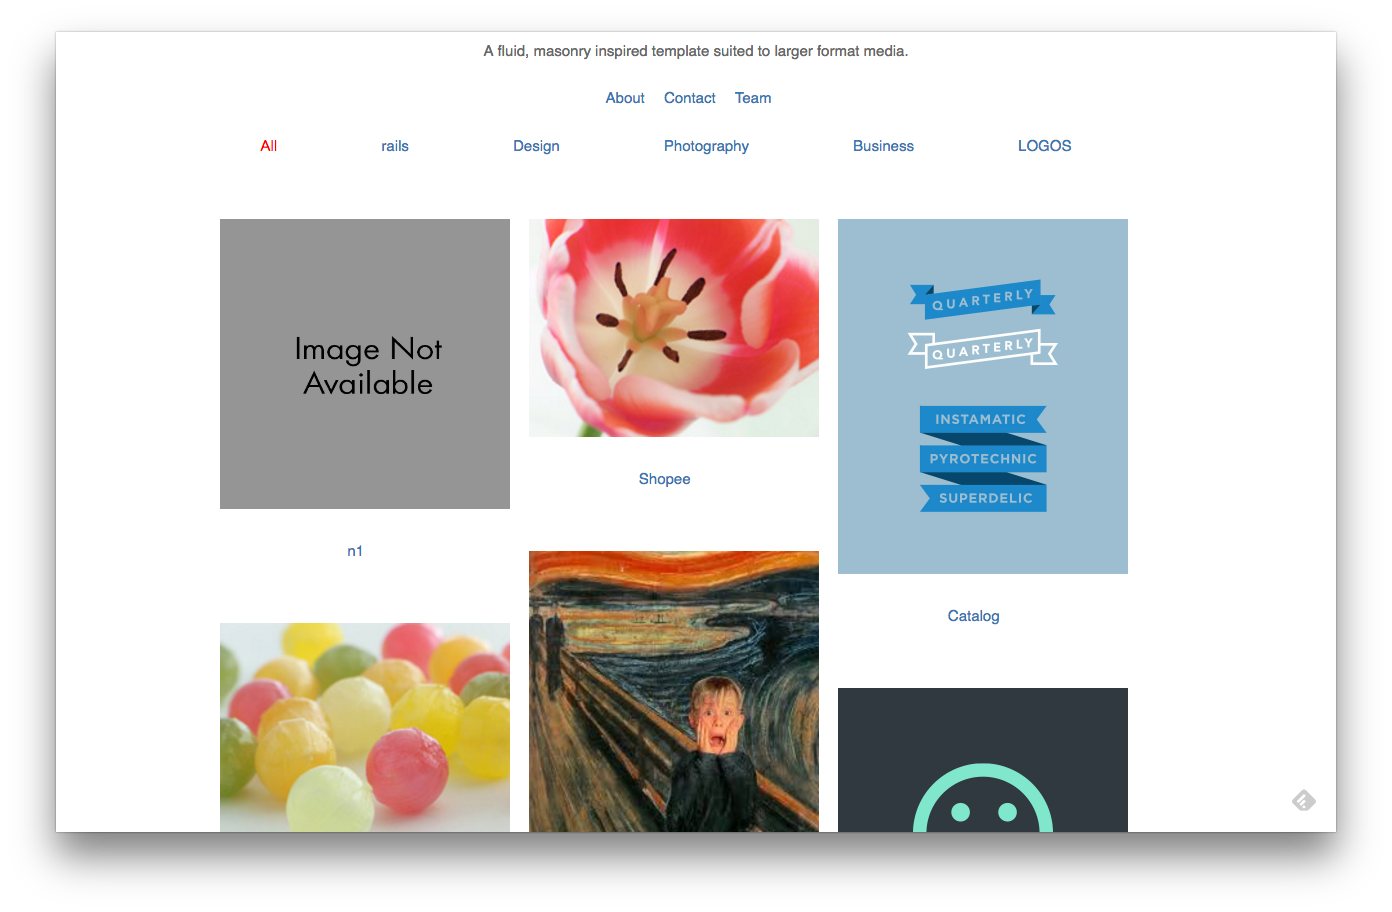 A fluid, masonry inspired template suited to larger format media.
About Contact Team
All rails Design Photography Business LOGOS
Image Not
Available
n1
Shopee
QUARTERLY
QUARTERLY
INSTAMATIC
PYROTECHNIC
SUPERDELIC
Catalog